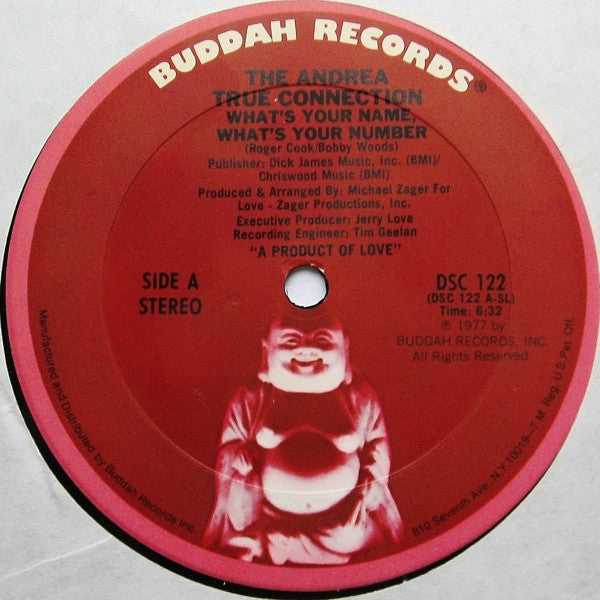 BUDDAH RECORDS®
THE ANDREA
TRUE CONNECTION
WHAT'S YOUR NAME,
WHAT'S YOUR NUMBER
(Roger Cook/Bobby Woods)
Publisher: Dick James Music, Inc. (BMI)/
Chriswood Music (BMI)
Produced & Arranged By: Michael Zager For
Love - Zager Productions, Inc.
Executive Producer: Jerry Love
Recording Engineer: Tim Geelan
"A PRODUCT OF LOVE"
SIDE A
STEREO
DSC 122
(DSC 122 A-SL)
Time: 6:32
℗ 1977 by
BUDDAH RECORDS, INC.
All Rights Reserved
Manufactured and Distributed by Buddah Records Inc.
810 Seventh Ave., N.Y. 10019—T.M. Reg. U.S. Pat. Off.